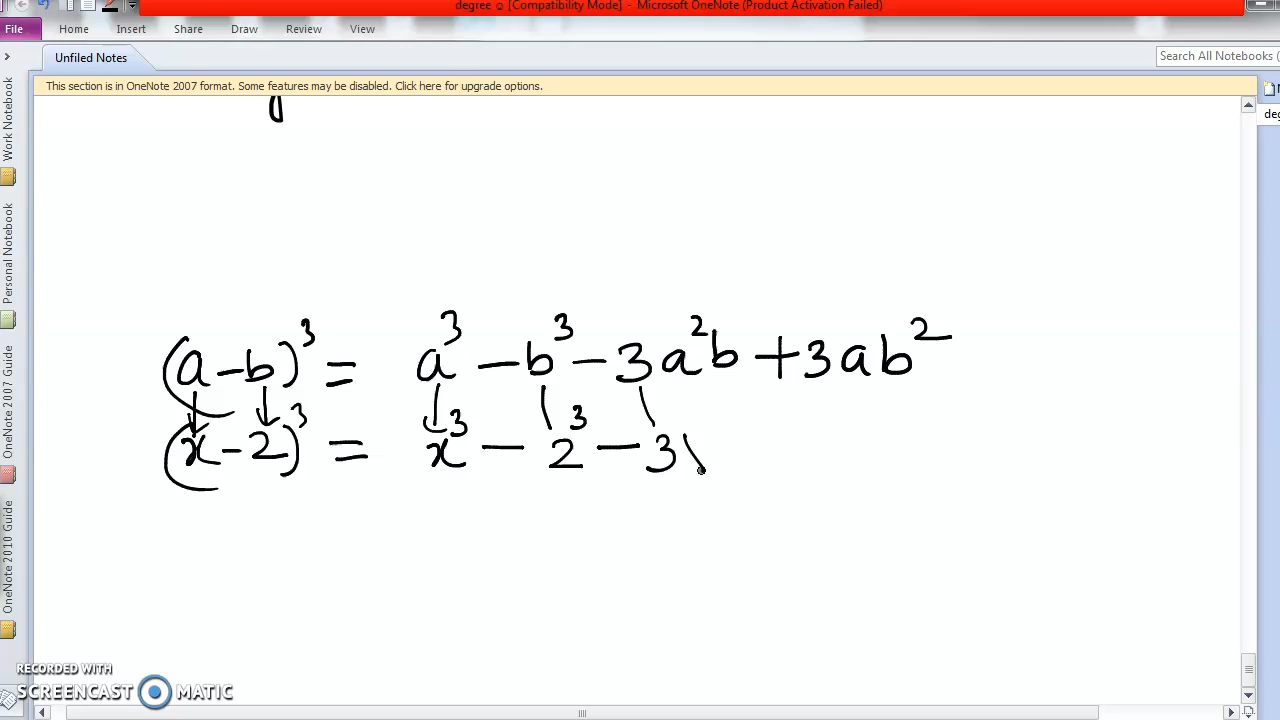 degree [Compatibility Mode] - Microsoft OneNote (Product Activation Failed)
File Home Insert Share Draw Review View
Unfiled Notes
Search All Notebooks (
This section is in OneNote 2007 format. Some features may be disabled. Click here for upgrade options.
deg
Work Notebook
Personal Notebook
OneNote 2007 Guide
OneNote 2010 Guide
(a-b)³ = a³ - b³ - 3a²b + 3ab²
(x-2)³ = x³ - 2³ - 3
RECORDED WITH
SCREENCAST MATIC